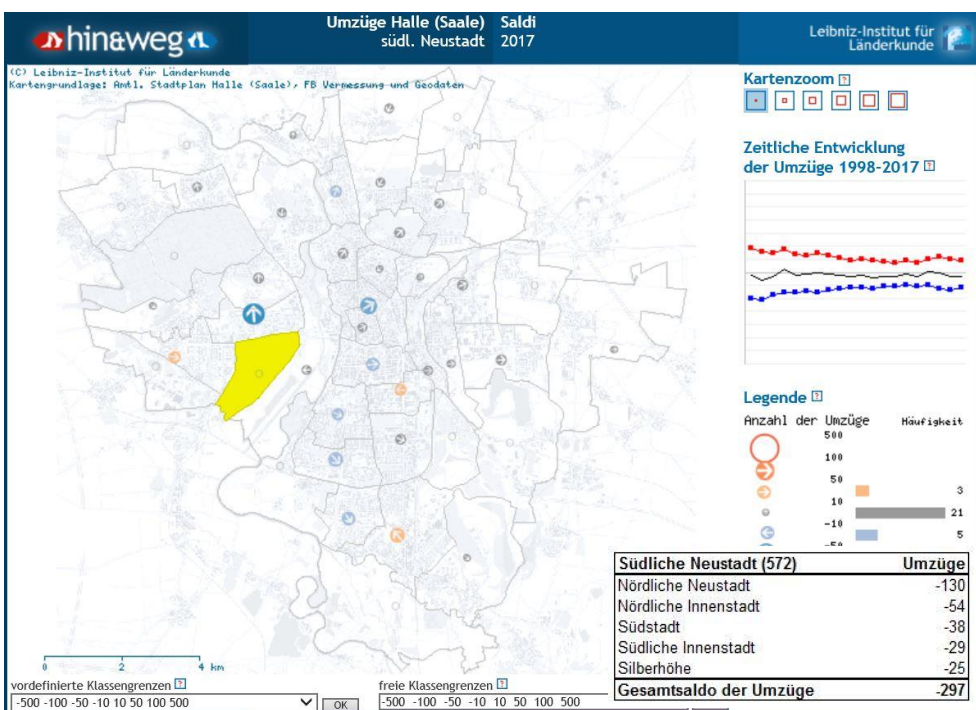 hin&weg
Umzüge Halle (Saale) Saldi
südl. Neustadt 2017
Leibniz-Institut für
Länderkunde
(C) Leibniz-Institut für Länderkunde
Kartengrundlage: Amtl. Stadtplan Halle (Saale), FB Vermessung und Geodaten
Kartenzoom ?
Zeitliche Entwicklung
der Umzüge 1998-2017 ?
Legende ?
Anzahl der Umzüge Häufigkeit
500
100
50
3
10
21
-10
5
-50
0 2 4 km
Südliche Neustadt (572) Umzüge
Nördliche Neustadt -130
Nördliche Innenstadt -54
Südstadt -38
Südliche Innenstadt -29
Silberhöhe -25
Gesamtsaldo der Umzüge -297
vordefinierte Klassengrenzen ?
-500 -100 -50 -10 10 50 100 500 OK
freie Klassengrenzen ?
-500 -100 -50 -10 10 50 100 500